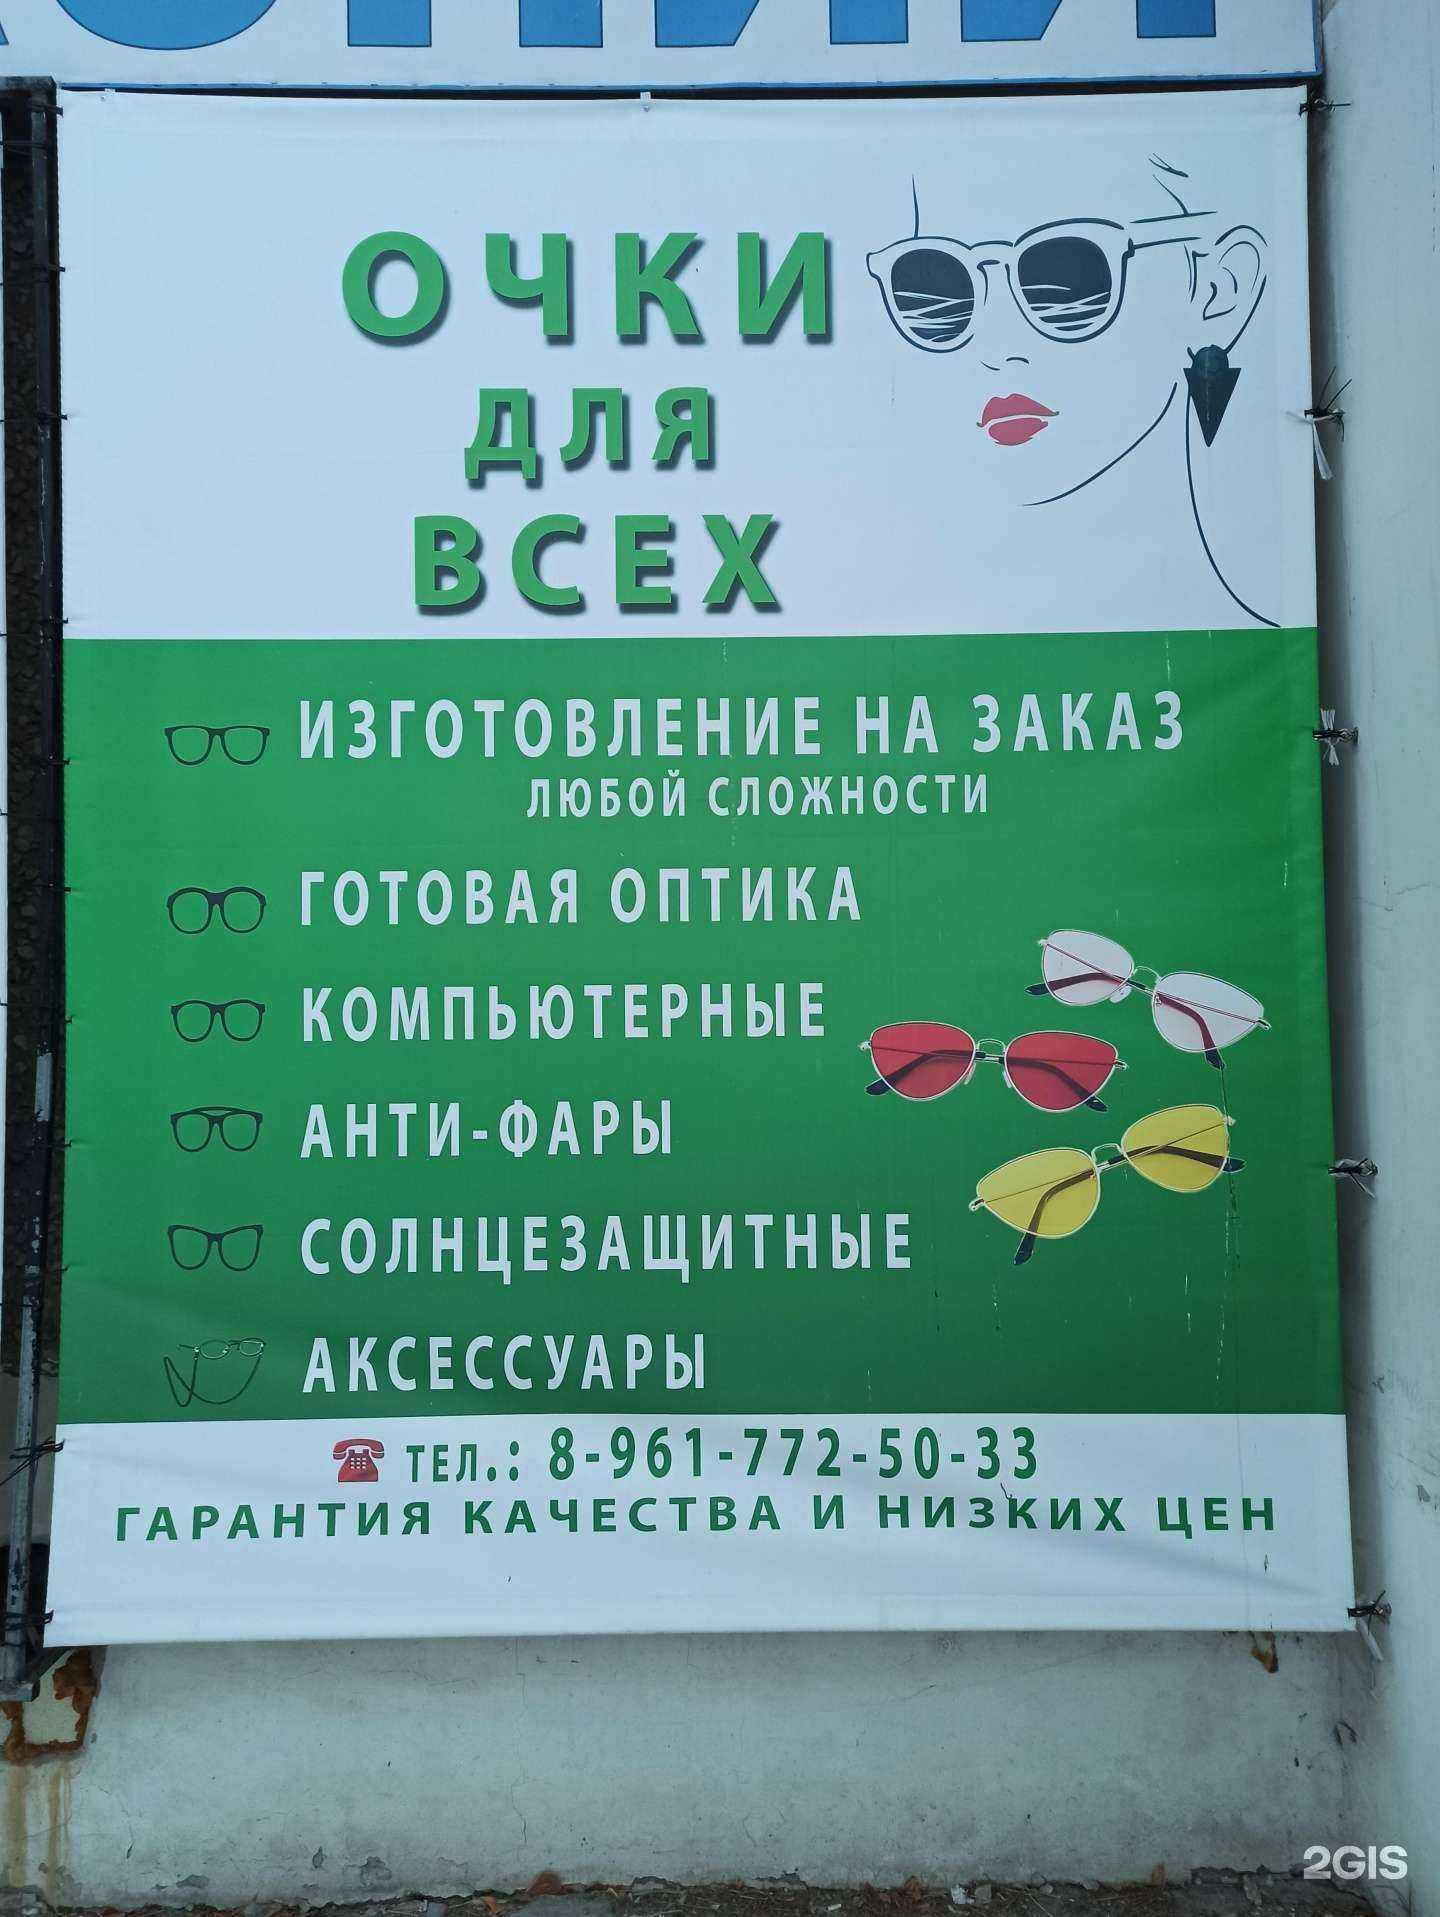 ОЧКИ
ДЛЯ
ВСЕХ
ИЗГОТОВЛЕНИЕ НА ЗАКАЗ
ЛЮБОЙ СЛОЖНОСТИ
ГОТОВАЯ ОПТИКА
КОМПЬЮТЕРНЫЕ
АНТИ-ФАРЫ
СОЛНЦЕЗАЩИТНЫЕ
АКСЕССУАРЫ
ТЕЛ.: 8-961-772-50-33
ГАРАНТИЯ КАЧЕСТВА И НИЗКИХ ЦЕН
2GIS